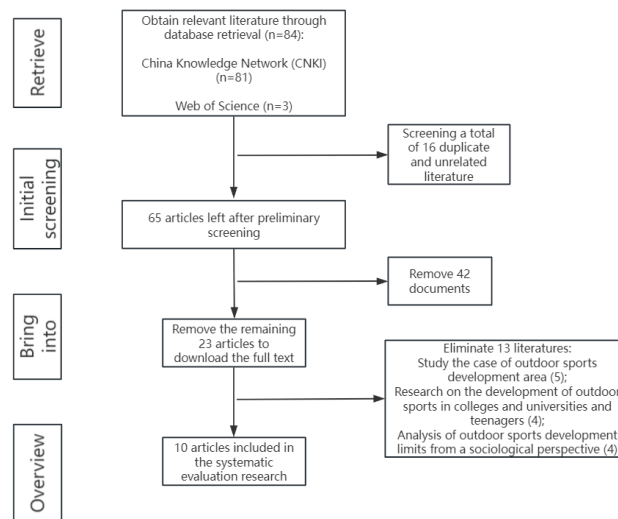 Retrieve
Obtain relevant literature through
database retrieval (n=84):
China Knowledge Network (CNKI)
(n=81)
Web of Science (n=3)
Screening a total
of 16 duplicate
and unrelated
literature
Initial
screening
65 articles left after preliminary
screening
Remove 42
documents
Bring
into
Remove the remaining
23 articles to
download the full text
Eliminate 13 literatures:
Study the case of outdoor sports
development area (5);
Research on the development of outdoor
sports in colleges and universities and
teenagers (4);
Analysis of outdoor sports development
limits from a sociological perspective (4)
Overview
10 articles included in
the systematic
evaluation research